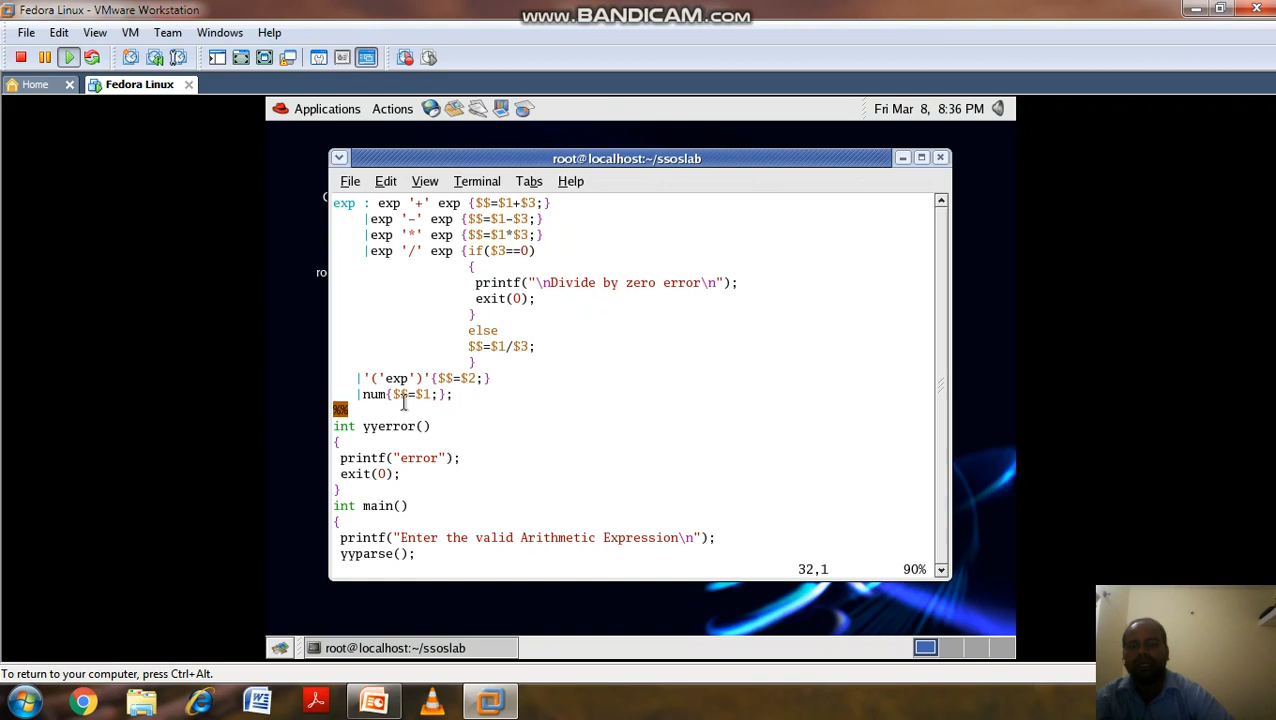 www.BANDICAM.com
Fedora Linux - VMware Workstation
File Edit View VM Team Windows Help
Home Fedora Linux
Applications Actions Fri Mar 8, 8:36 PM
root@localhost:~/ssoslab
File Edit View Terminal Tabs Help
exp : exp '+' exp {$$=$1+$3;}
|exp '-' exp {$$=$1-$3;}
|exp '*' exp {$$=$1*$3;}
|exp '/' exp {if($3==0)
{
printf("\nDivide by zero error\n");
exit(0);
}
else
$$=$1/$3;
}
|'('exp')'{$$=$2;}
|num{$$=$1;};
%%
int yyerror()
{
printf("error");
exit(0);
}
int main()
{
printf("Enter the valid Arithmetic Expression\n");
yyparse();
32,1 90%
root@localhost:~/ssoslab
To return to your computer, press Ctrl+Alt.